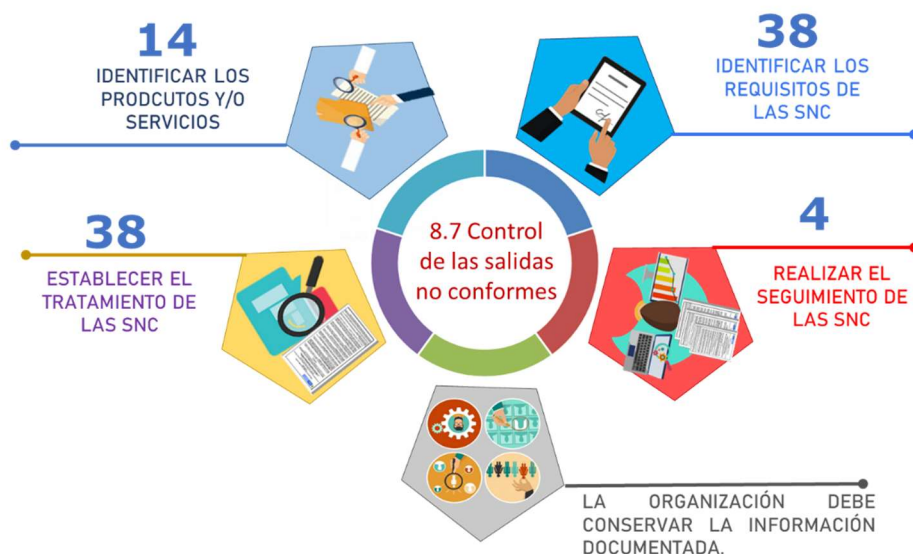 14
IDENTIFICAR LOS
PRODCUTOS Y/O
SERVICIOS
38
IDENTIFICAR LOS
REQUISITOS DE
LAS SNC
38
ESTABLECER EL
TRATAMIENTO DE
LAS SNC
8.7 Control
de las salidas
no conformes
4
REALIZAR EL
SEGUIMIENTO DE
LAS SNC
LA ORGANIZACIÓN DEBE
CONSERVAR LA INFORMACIÓN
DOCUMENTADA.